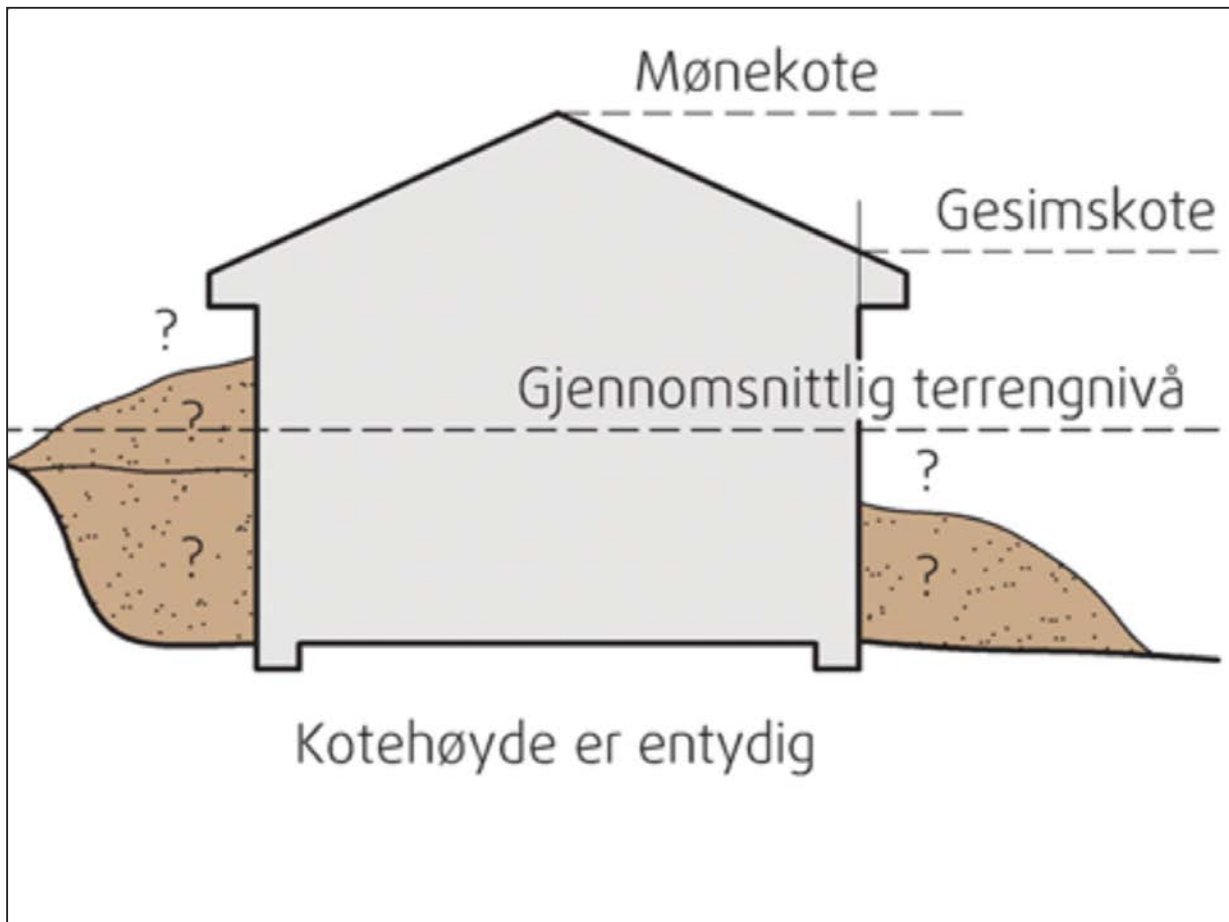 Mønekote
Gesimskote
?
Gjennomsnittlig terrengnivå
?
?
?
?
Kotehøyde er entydig